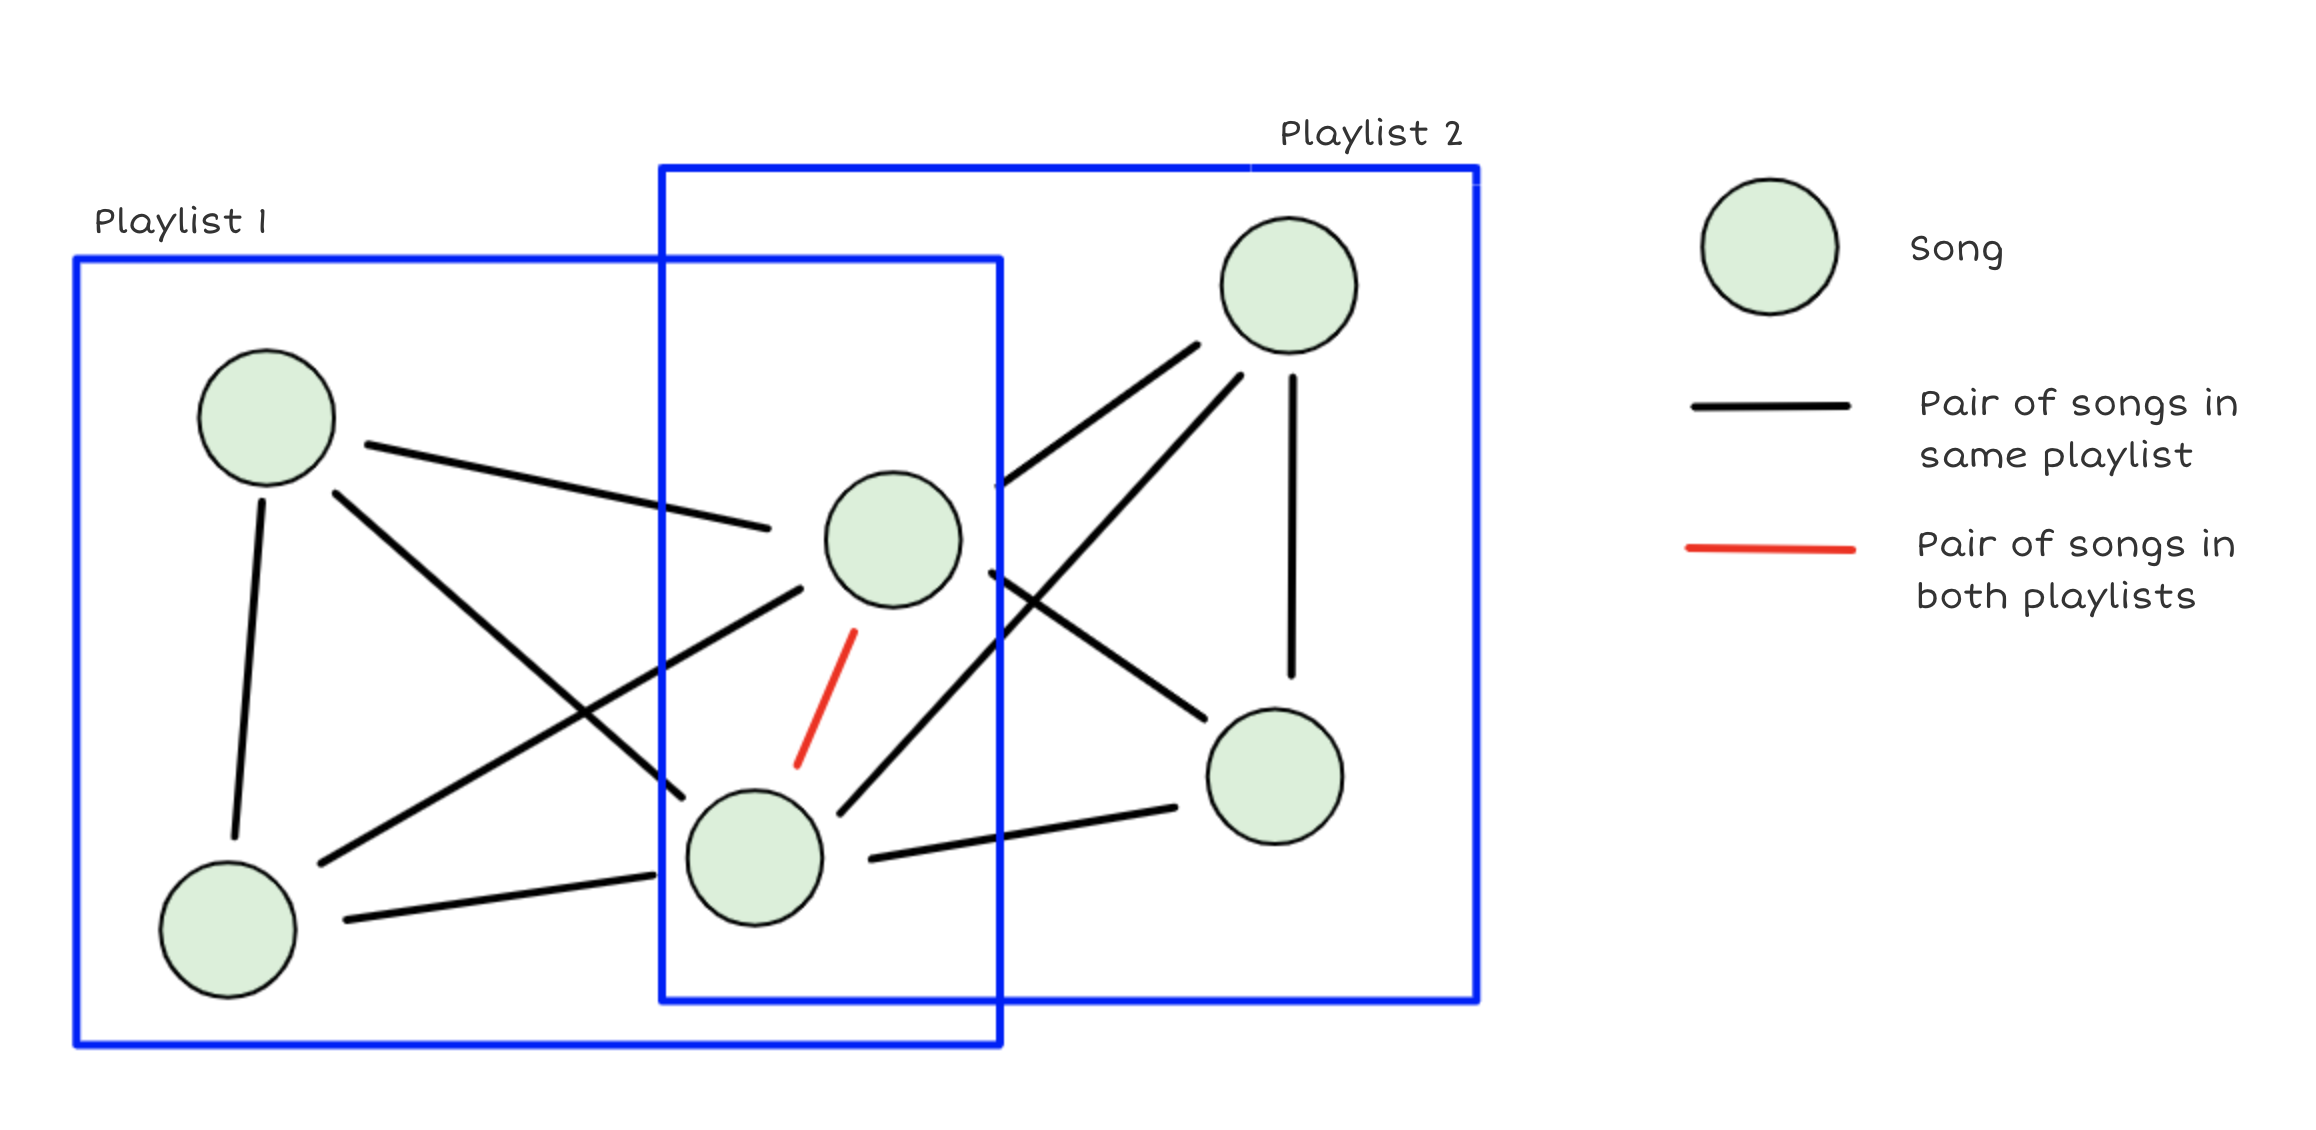 Playlist 2
Playlist 1
Song
Pair of songs in
same playlist
Pair of songs in
both playlists